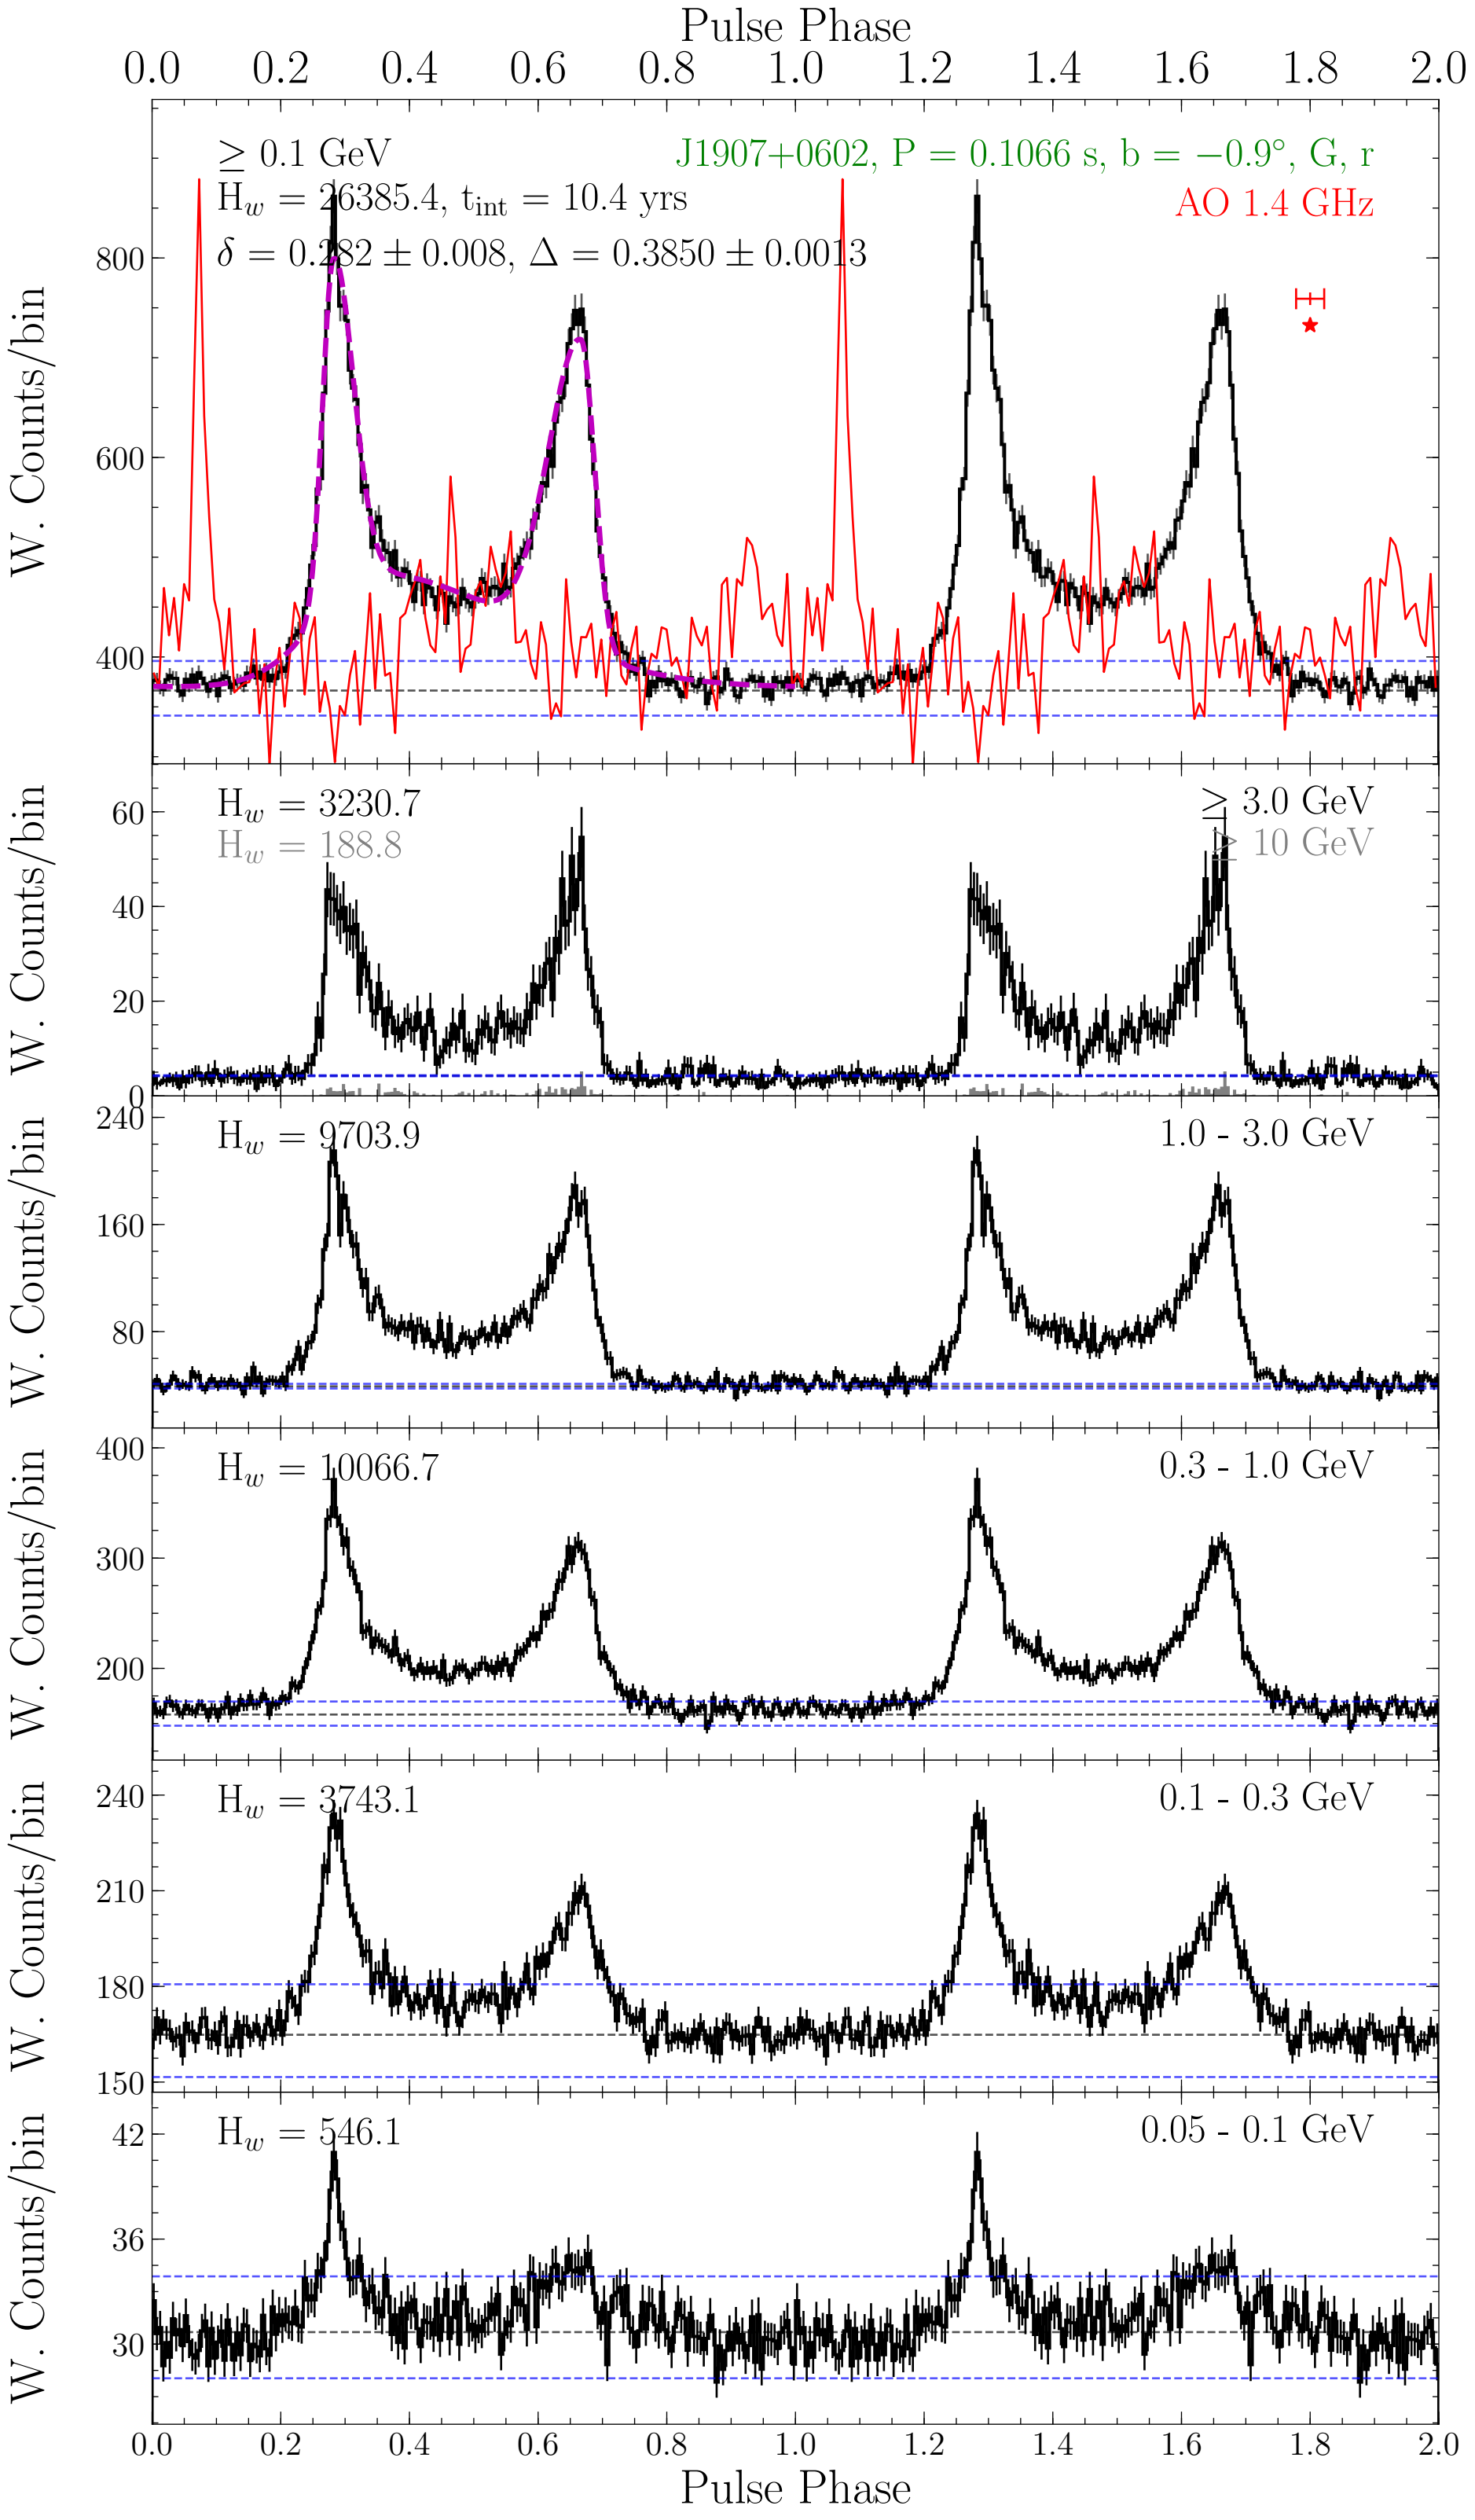 Pulse Phase
0.0 0.2 0.4 0.6 0.8 1.0 1.2 1.4 1.6 1.8 2.0
≥ 0.1 GeV
J1907+0602, P = 0.1066 s, b = −0.9°, G, r
H_w = 26385.4, t_int = 10.4 yrs
AO 1.4 GHz
δ = 0.282 ± 0.008, Δ = 0.3850 ± 0.0013
800
600
400
W. Counts/bin
H_w = 3230.7
≥ 3.0 GeV
H_w = 188.8
≥ 10 GeV
60
40
20
0
W. Counts/bin
H_w = 9703.9
1.0 - 3.0 GeV
240
160
80
W. Counts/bin
H_w = 10066.7
0.3 - 1.0 GeV
400
300
200
W. Counts/bin
H_w = 3743.1
0.1 - 0.3 GeV
240
210
180
150
W. Counts/bin
H_w = 546.1
0.05 - 0.1 GeV
42
36
30
W. Counts/bin
0.0 0.2 0.4 0.6 0.8 1.0 1.2 1.4 1.6 1.8 2.0
Pulse Phase